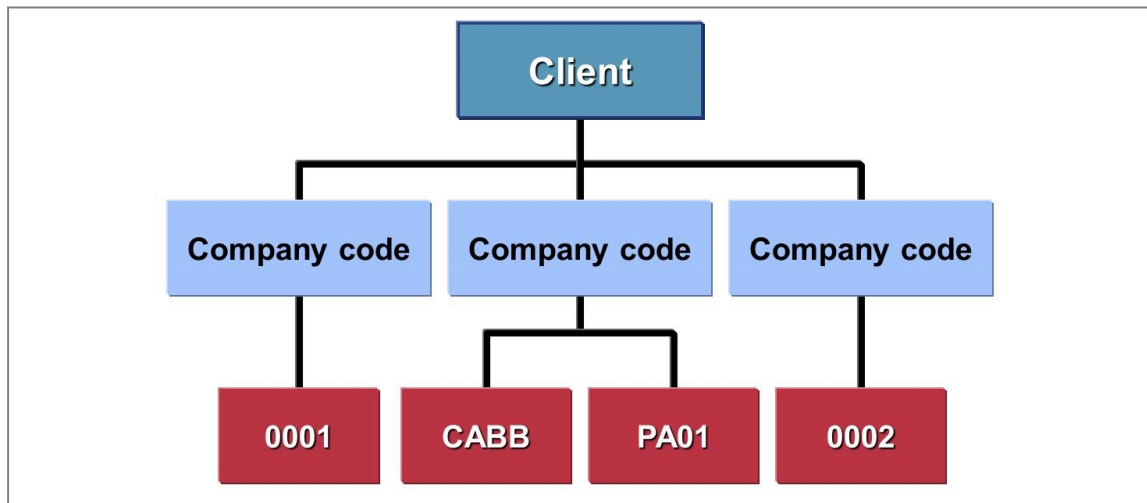 Client
Company code
Company code
Company code
0001
CABB
PA01
0002